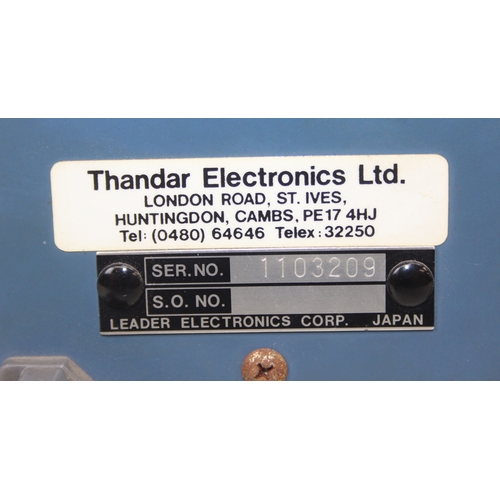 Thandar Electronics Ltd.
LONDON ROAD, ST. IVES,
HUNTINGDON, CAMBS, PE17 4HJ
Tel: (0480) 64646 Telex: 32250
SER. NO. 1103209
S.O. NO.
LEADER ELECTRONICS CORP. JAPAN